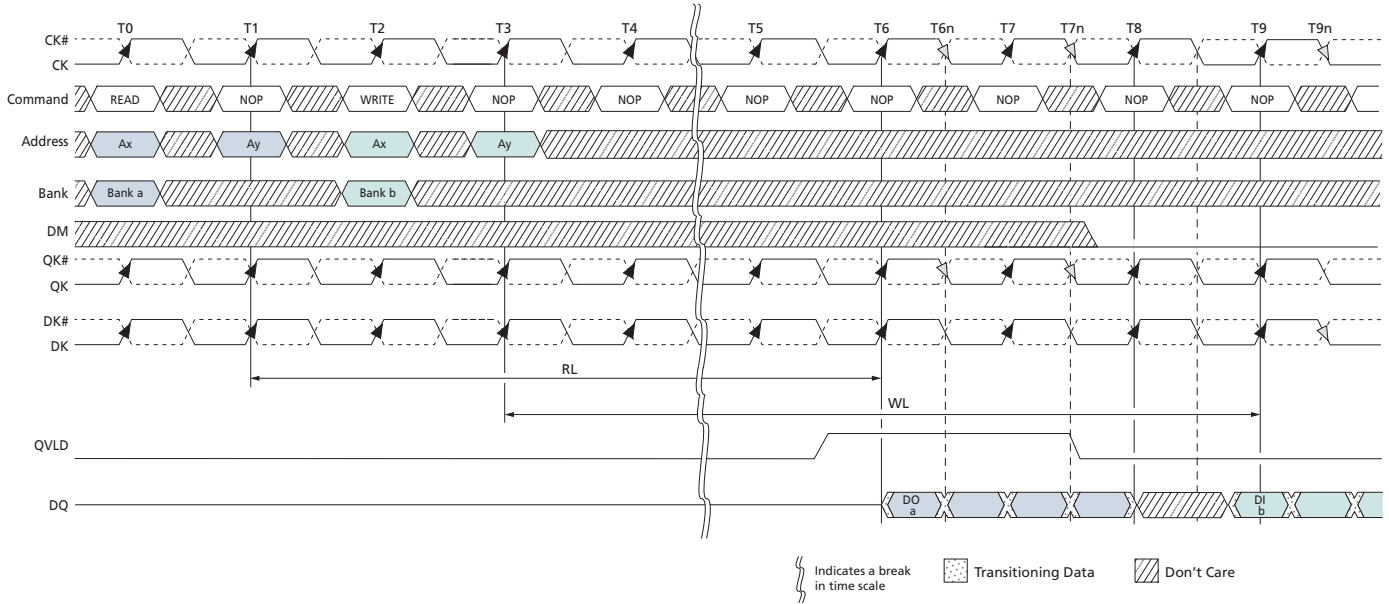 T0 T1 T2 T3 T4 T5 T6 T6n T7 T7n T8 T9 T9n
CK#
CK
Command READ NOP WRITE NOP NOP NOP NOP NOP NOP NOP
Address Ax Ay Ax Ay
Bank Bank a Bank b
DM
QK#
QK
DK#
DK
RL
WL
QVLD
DQ DO a DI b
Indicates a break
in time scale
Transitioning Data
Don't Care